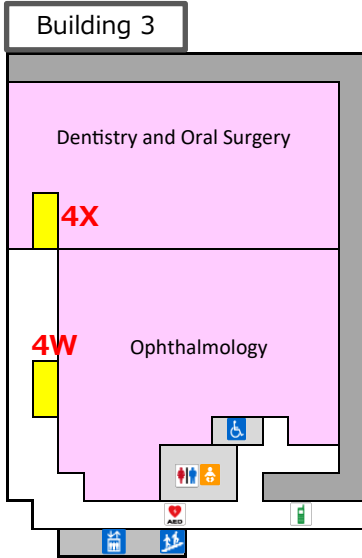 Building 3
Dentistry and Oral Surgery
4X
4W
Ophthalmology
AED